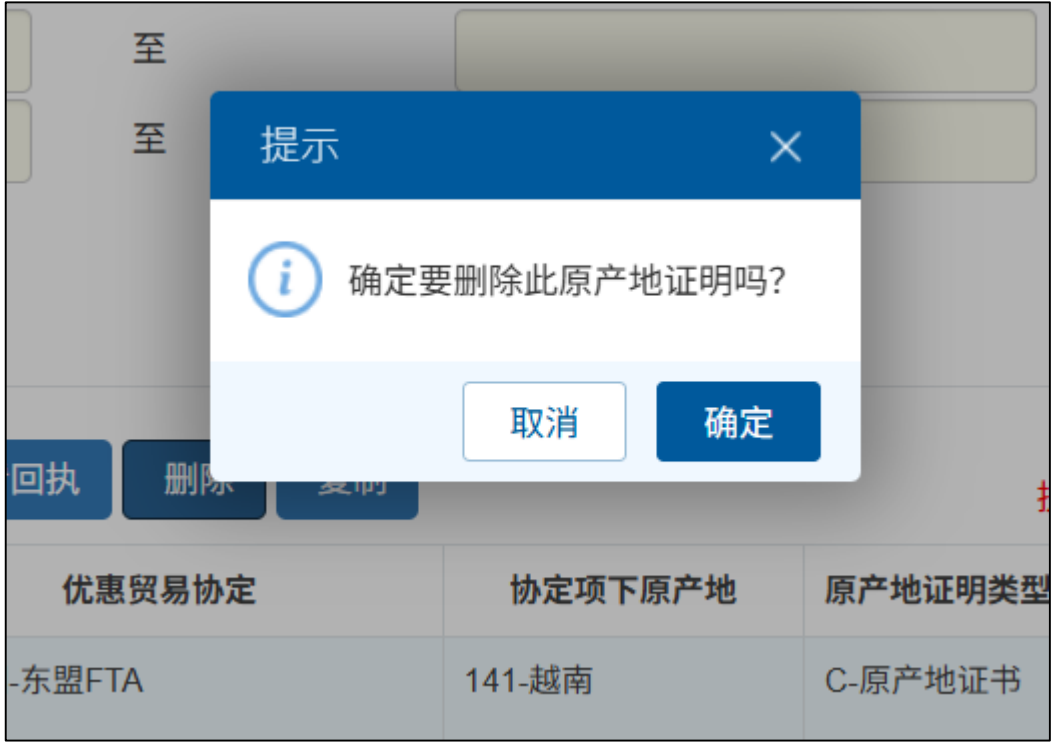 至
至
提示
确定要删除此原产地证明吗?
取消 确定
回执 删除 复制
优惠贸易协定 协定项下原产地 原产地证明类型
-东盟FTA 141-越南 C-原产地证书